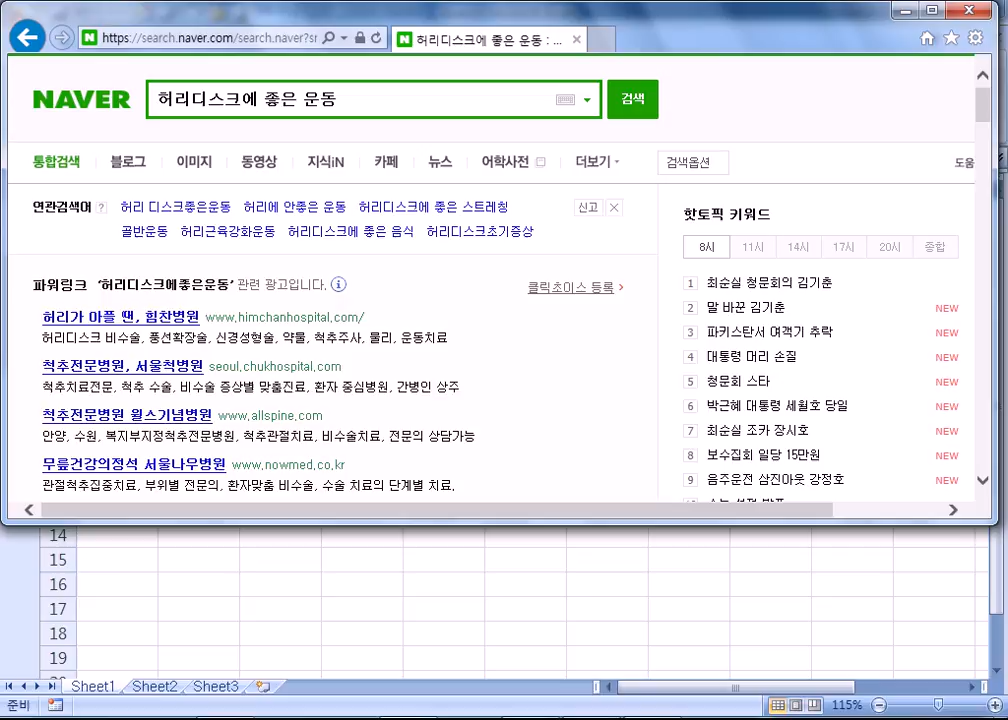 https://search.naver.com/search.naver?sr
허리디스크에 좋은 운동 : ...
NAVER
허리디스크에 좋은 운동
검색
통합검색 블로그 이미지 동영상 지식iN 카페 뉴스 어학사전 더보기 검색옵션 도움
연관검색어 ? 허리 디스크좋은운동 허리에 안좋은 운동 허리디스크에 좋은 스트레칭 신고
골반운동 허리근육강화운동 허리디스크에 좋은 음식 허리디스크초기증상
파워링크 '허리디스크에좋은운동' 관련 광고입니다. i 클릭초이스 등록 >
허리가 아플 땐, 힘찬병원 www.himchanhospital.com/
허리디스크 비수술, 풍선확장술, 신경성형술, 약물, 척추주사, 물리, 운동치료
척추전문병원, 서울척병원 seoul.chukhospital.com
척추치료전문, 척추 수술, 비수술 증상별 맞춤진료, 환자 중심병원, 간병인 상주
척추전문병원 윌스기념병원 www.allspine.com
안양, 수원, 복지부지정척추전문병원, 척추관절치료, 비수술치료, 전문의 상담가능
무릎건강의정석 서울나우병원 www.nowmed.co.kr
관절척추집중치료, 부위별 전문의, 환자맞춤 비수술, 수술 치료의 단계별 치료.
핫토픽 키워드
8시 11시 14시 17시 20시 종합
1 최순실 청문회의 김기춘
2 말 바꾼 김기춘 NEW
3 파키스탄서 여객기 추락 NEW
4 대통령 머리 손질 NEW
5 청문회 스타 NEW
6 박근혜 대통령 세월호 당일 NEW
7 최순실 조카 장시호 NEW
8 보수집회 일당 15만원 NEW
9 음주운전 삼진아웃 강정호 NEW
14
15
16
17
18
19
Sheet1 Sheet2 Sheet3
준비 115%